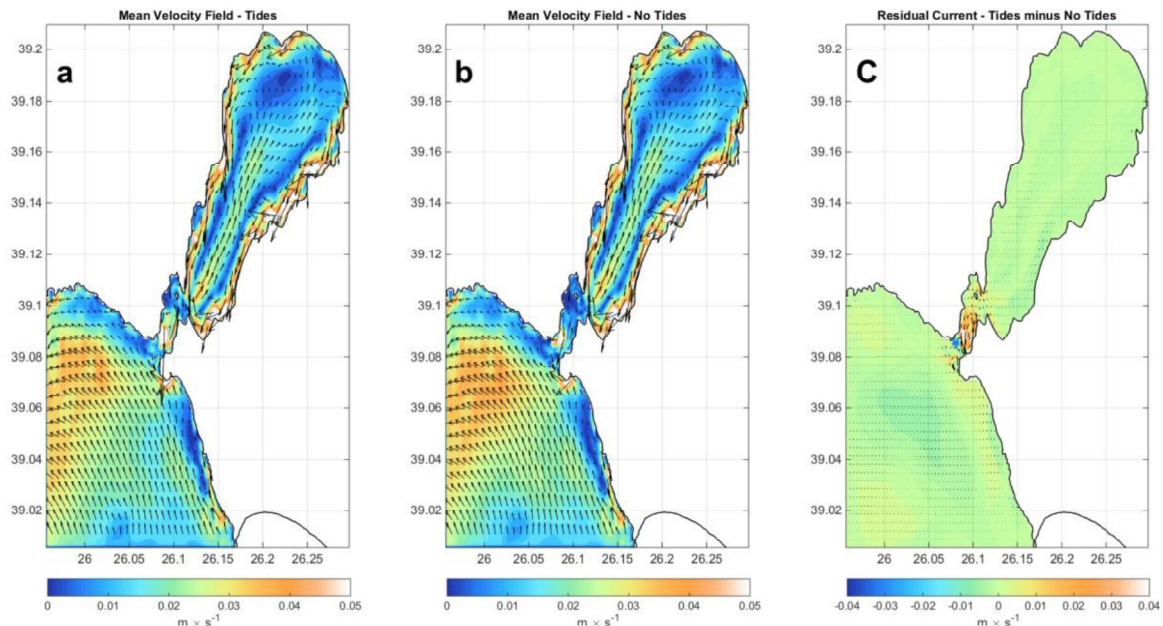 Mean Velocity Field - Tides
a
39.2
39.18
39.16
39.14
39.12
39.1
39.08
39.06
39.04
39.02
26 26.05 26.1 26.15 26.2 26.25
0 0.01 0.02 0.03 0.04 0.05
m × s⁻¹
Mean Velocity Field - No Tides
b
39.2
39.18
39.16
39.14
39.12
39.1
39.08
39.06
39.04
39.02
26 26.05 26.1 26.15 26.2 26.25
0 0.01 0.02 0.03 0.04 0.05
m × s⁻¹
Residual Current - Tides minus No Tides
C
39.2
39.18
39.16
39.14
39.12
39.1
39.08
39.06
39.04
39.02
26 26.05 26.1 26.15 26.2 26.25
-0.04 -0.03 -0.02 -0.01 0 0.01 0.02 0.03 0.04
m × s⁻¹